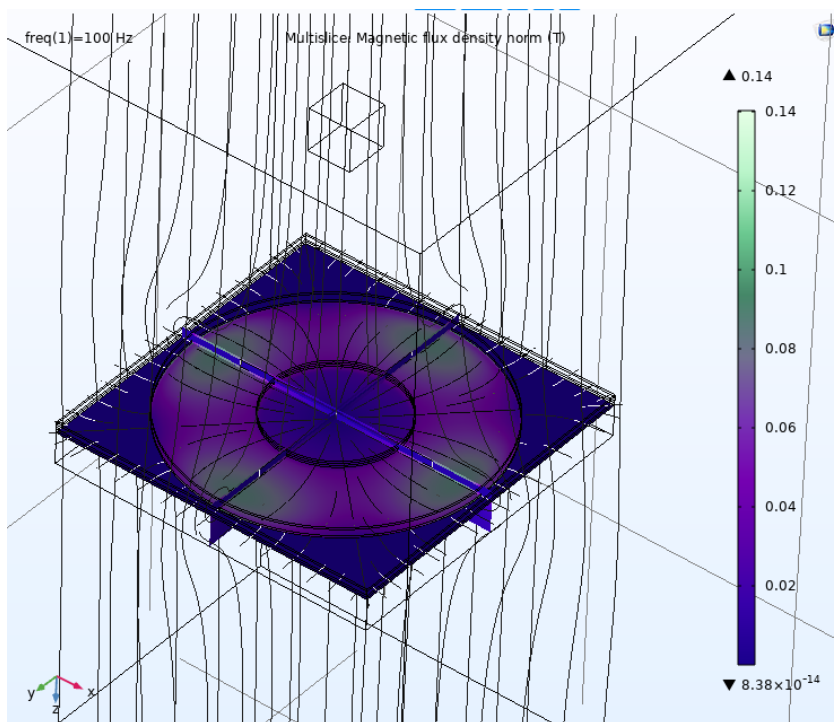 freq(1)=100 Hz
Multislice: Magnetic flux density norm (T)
▲ 0.14
0.14
0.12
0.1
0.08
0.06
0.04
0.02
▼ 8.38×10⁻¹⁴
y
z
x